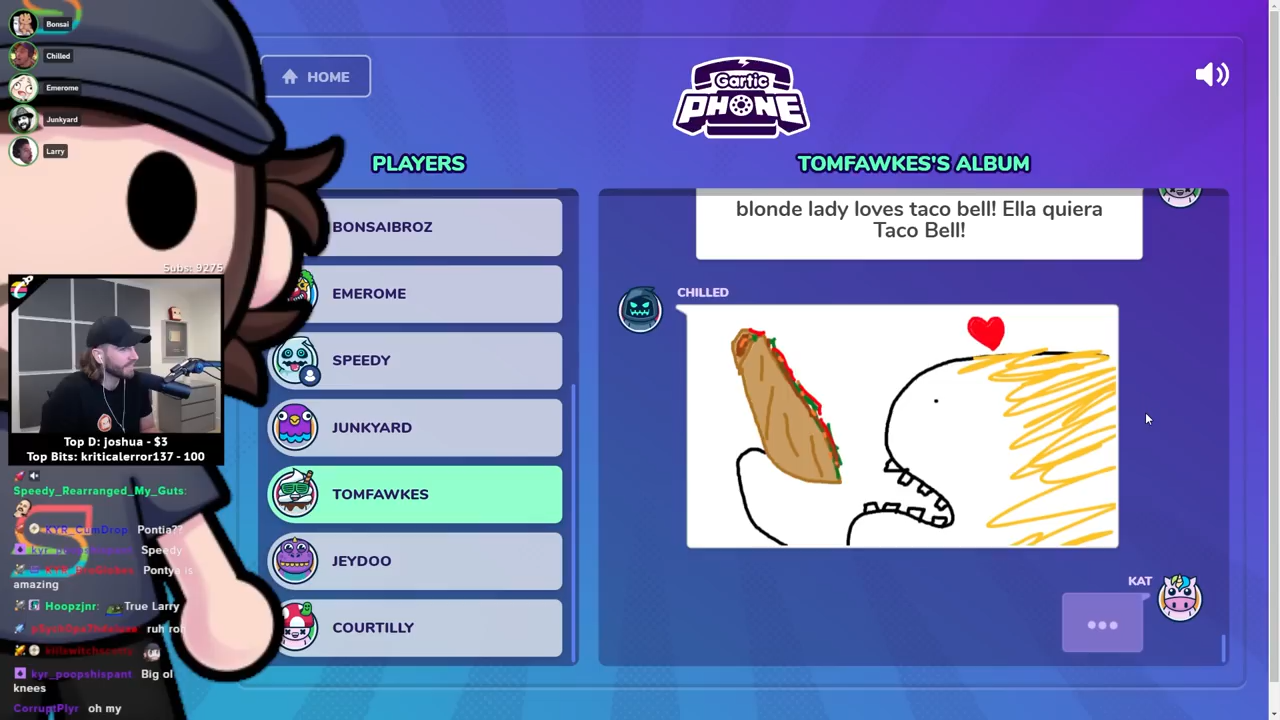 Bonsai
Chilled
Emerome
Junkyard
Larry
HOME
Gartic
PHONE
PLAYERS
TOMFAWKES'S ALBUM
BONSAIBROZ
EMEROME
SPEEDY
JUNKYARD
TOMFAWKES
JEYDOO
COURTILLY
blonde lady loves taco bell! Ella quiera
Taco Bell!
CHILLED
KAT
Subs: 9275
Top D: joshua - $3
Top Bits: kriticalerror137 - 100
Speedy_Rearranged_My_Guts:
KYR_CumDrop Pontia??
kyr_poopshispant Speedy
Pontya is
amazing
Hoopzjnr: True Larry
ruh roh
kyr_poopshispant Big ol
knees
CorruptPlyr oh my